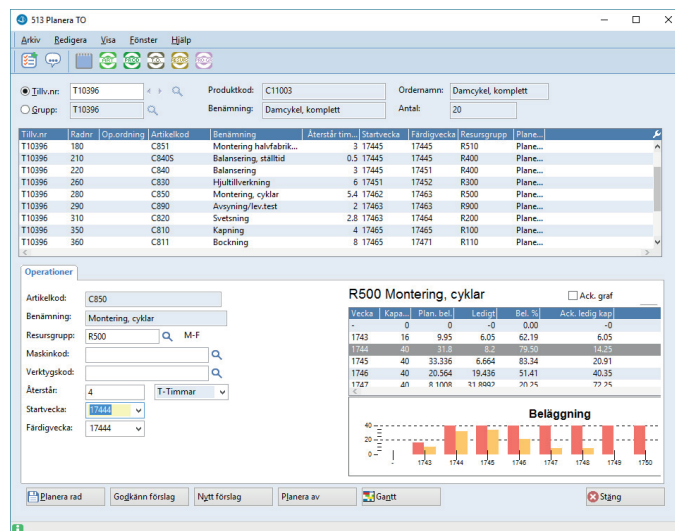 513 Planera TO
Arkiv Redigera Visa Fönster Hjälp
Tillv.nr: T10396 Produktkod: C11003 Ordernamn: Damcykel, komplett
Grupp: T10396 Benämning: Damcykel, komplett Antal: 20
Tillv.nr Radnr Op.ordning Artikelkod Benämning Återstår tim... Startvecka Färdigvecka Resursgrupp Plane...
T10396 180 C851 Montering halvfabrik... 3 17445 17445 R510 Plane...
T10396 210 C840S Balansering, ställtid 0.5 17445 17445 R400 Plane...
T10396 220 C840 Balansering 3 17445 17451 R400 Plane...
T10396 260 C830 Hjultillverkning 6 17451 17452 R300 Plane...
T10396 280 C850 Montering, cyklar 5.4 17462 17463 R500 Plane...
T10396 290 C890 Avsyning/lev.test 2 17463 17463 R900 Plane...
T10396 310 C820 Svetsning 2.8 17463 17464 R200 Plane...
T10396 350 C810 Kapning 4 17465 17465 R100 Plane...
T10396 360 C811 Bockning 8 17465 17471 R110 Plane...
Operationer
Artikelkod: C850
Benämning: Montering, cyklar
Resursgrupp: R500 M-F
Maskinkod:
Verktygskod:
Återstår: 4 T-Timmar
Startvecka: 17444
Färdigvecka: 17444
R500 Montering, cyklar Ack. graf
Vecka Kapa... Plan. bel. Ledigt Bel. % Ack. ledig kap
- 0 0 -0 0.00 -0
1743 16 9.95 6.05 62.19 6.05
1744 40 31.8 8.2 79.50 14.25
1745 40 33.336 6.664 83.34 20.91
1746 40 20.564 19.436 51.41 40.35
1747 40 8.1008 31.8992 20.25 72.25
Beläggning
40
20
0
- 1743 1744 1745 1746 1747 1748 1749 1750
Planera rad Godkänn förslag Nytt förslag Planera av Gantt Stäng